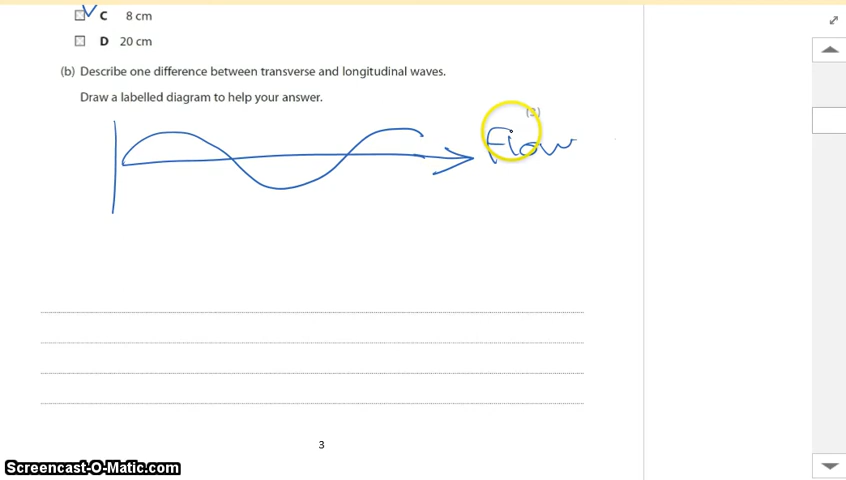 C 8 cm
D 20 cm
(b) Describe one difference between transverse and longitudinal waves.
Draw a labelled diagram to help your answer.
(3)
Flow
3
Screencast-O-Matic.com